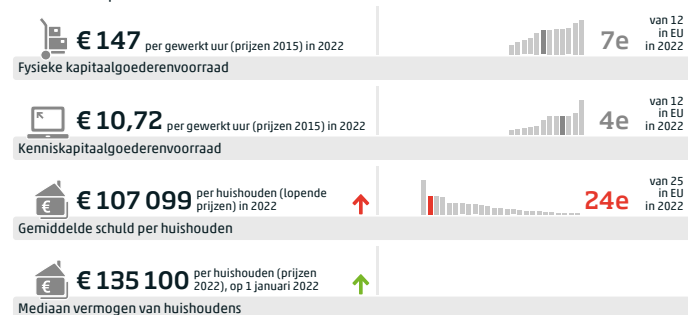 € 147 per gewerkt uur (prijzen 2015) in 2022
7e
van 12
in EU
in 2022
Fysieke kapitaalgoederenvoorraad
€ 10,72 per gewerkt uur (prijzen 2015) in 2022
4e
van 12
in EU
in 2022
Kenniskapitaalgoederenvoorraad
€
€ 107 099 per huishouden (lopende
prijzen) in 2022
24e
van 25
in EU
in 2022
Gemiddelde schuld per huishouden
€
€ 135 100 per huishouden (prijzen
2022), op 1 januari 2022
Mediaan vermogen van huishoudens